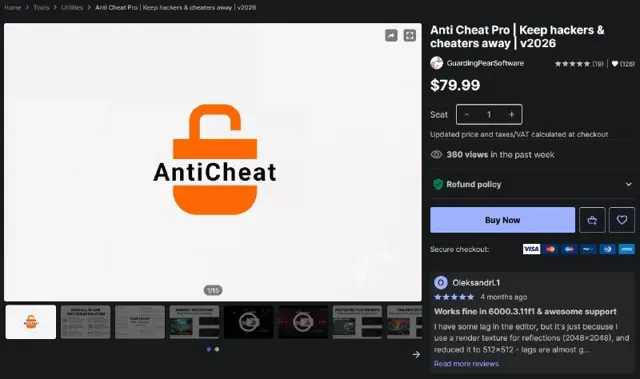 Home > Tools > Utilities > Anti Cheat Pro | Keep hackers & cheaters away | v2026
AntiCheat
1/15
Anti Cheat Pro | Keep hackers &
cheaters away | v2026
GuardingPearSoftware
(19) | (128)
$79.99
Seat - 1 +
Updated price and taxes/VAT calculated at checkout
360 views in the past week
Refund policy
Buy Now
Secure checkout:
VISA
OleksandrL1
4 months ago
Works fine in 6000.3.11f1 & awesome support
I have some lag in the editor, but it's just because I
use a render texture for reflections (2048x2048), and
reduced it to 512x512 - lags are almost g...
Read more reviews